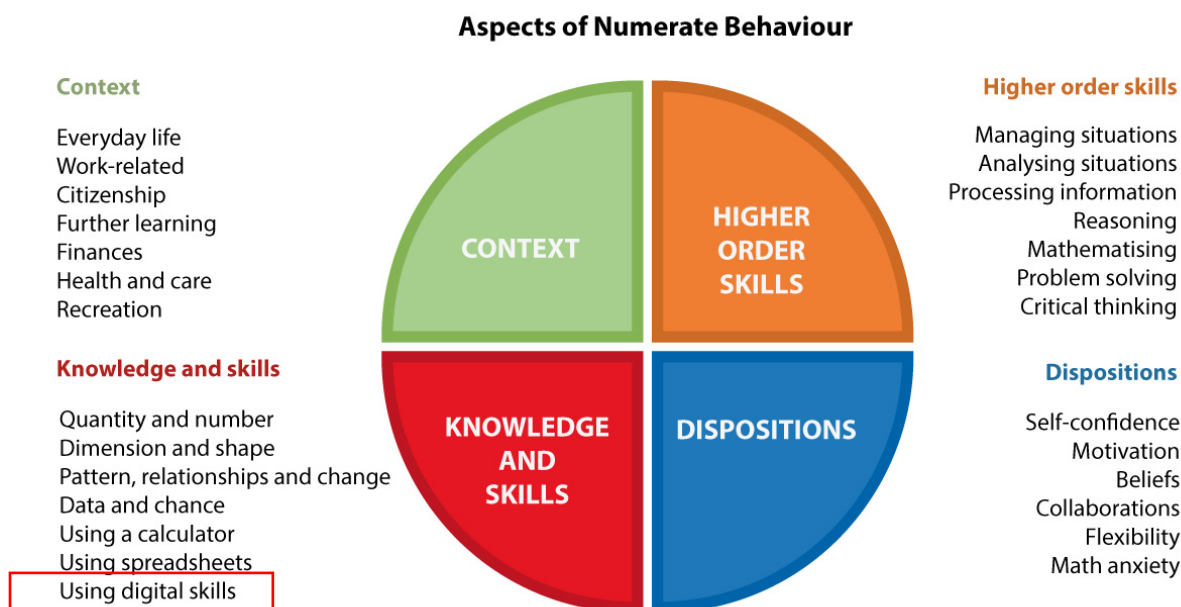 Aspects of Numerate Behaviour
Context
Everyday life
Work-related
Citizenship
Further learning
Finances
Health and care
Recreation
Knowledge and skills
Quantity and number
Dimension and shape
Pattern, relationships and change
Data and chance
Using a calculator
Using spreadsheets
Using digital skills
CONTEXT
HIGHER
ORDER
SKILLS
KNOWLEDGE
AND
SKILLS
DISPOSITIONS
Higher order skills
Managing situations
Analysing situations
Processing information
Reasoning
Mathematising
Problem solving
Critical thinking
Dispositions
Self-confidence
Motivation
Beliefs
Collaborations
Flexibility
Math anxiety